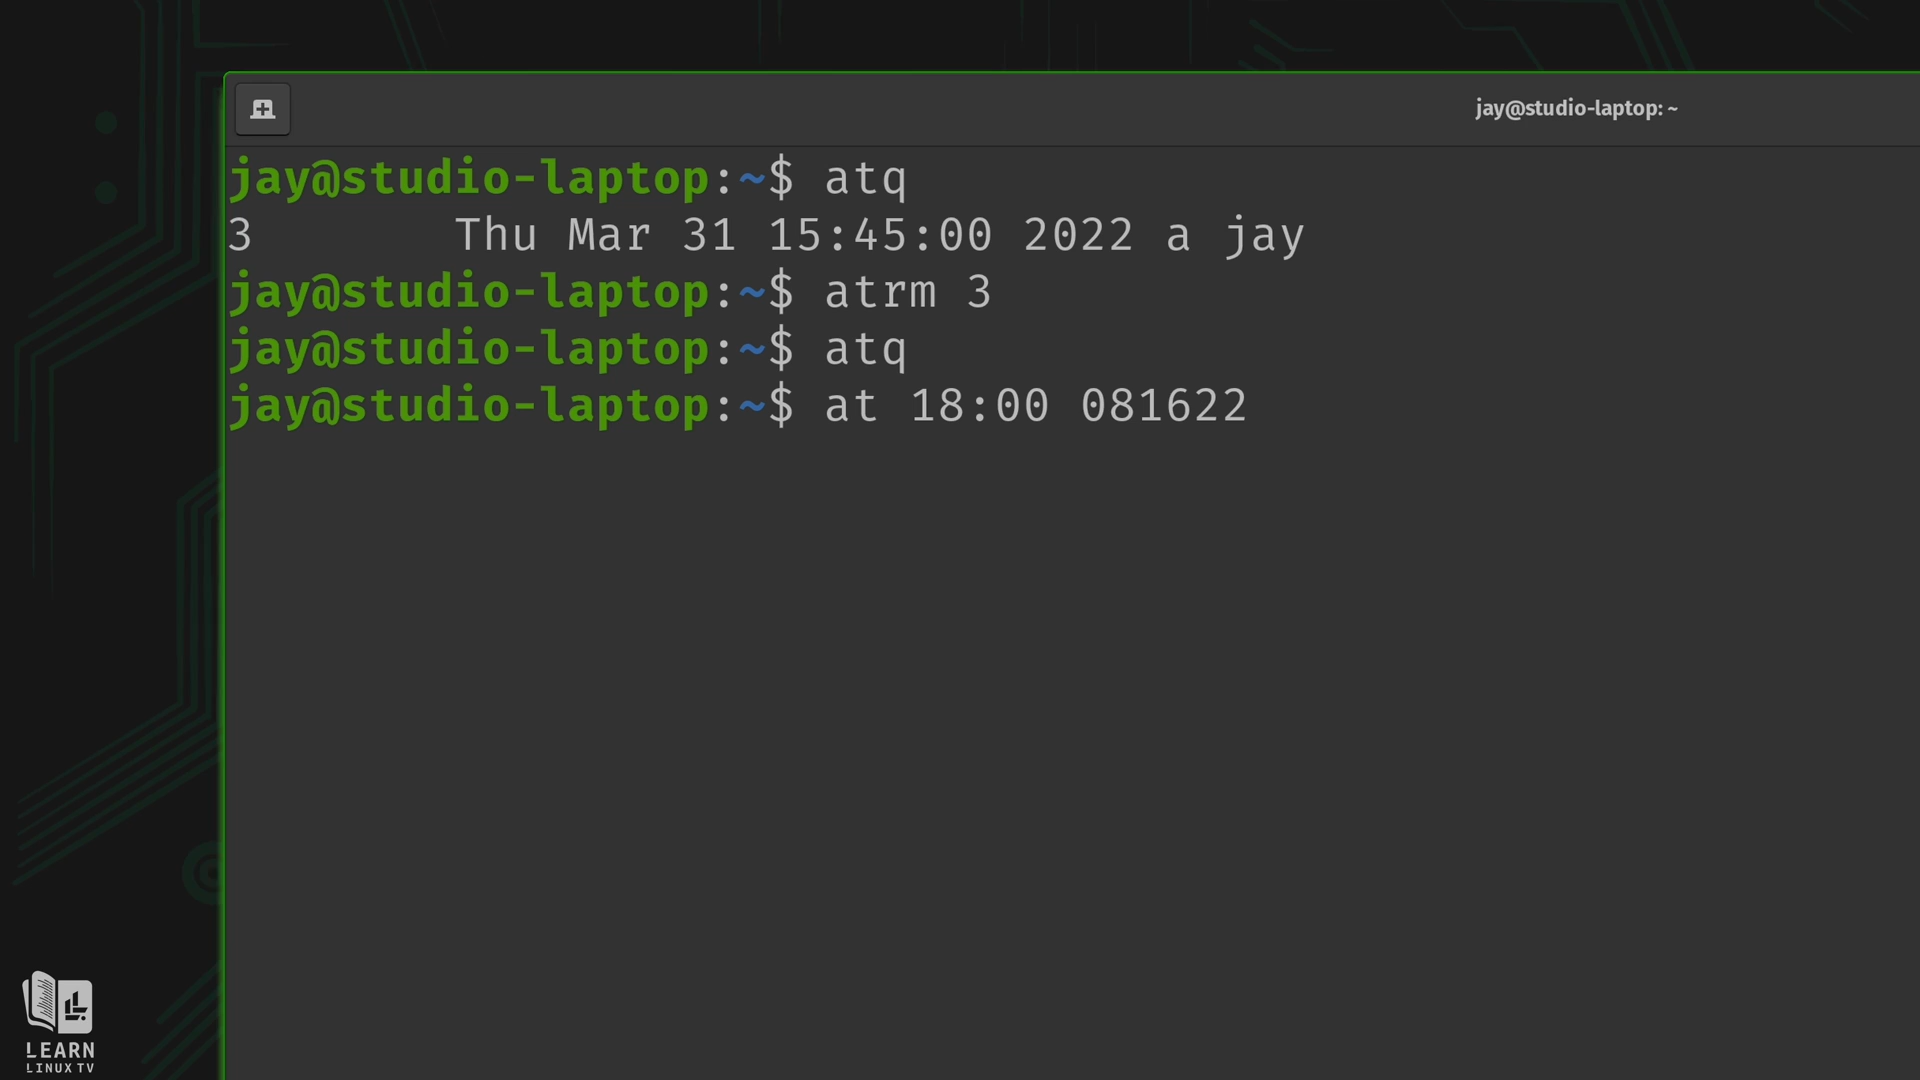 jay@studio-laptop: ~
jay@studio-laptop:~$ atq
3       Thu Mar 31 15:45:00 2022 a jay
jay@studio-laptop:~$ atrm 3
jay@studio-laptop:~$ atq
jay@studio-laptop:~$ at 18:00 081622
LEARN
LINUX TV